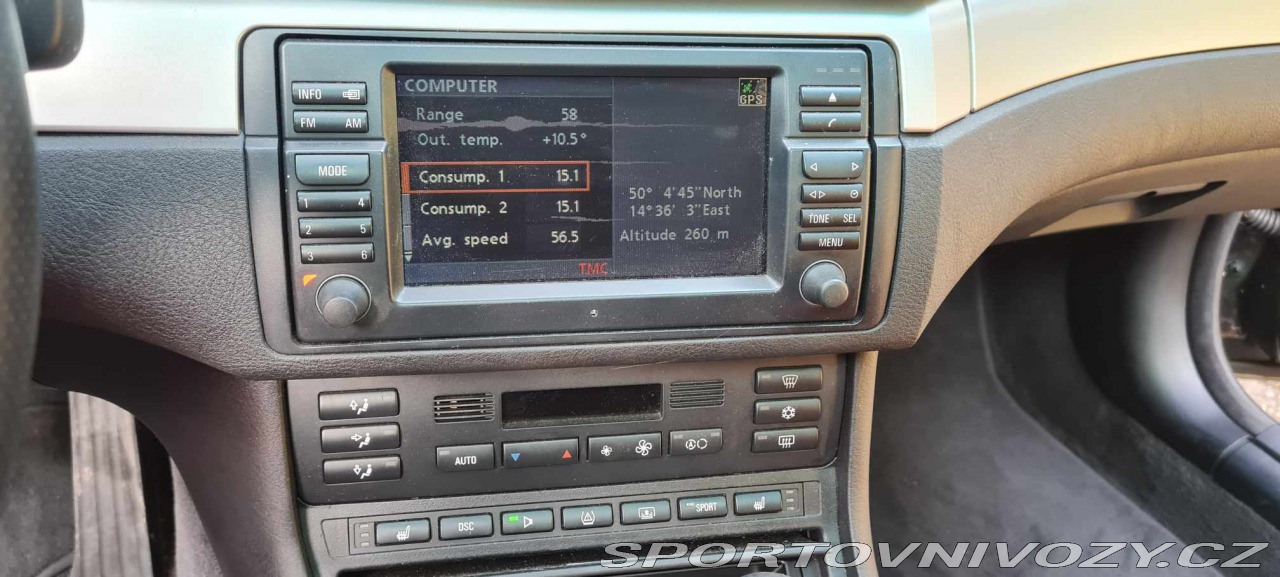 COMPUTER
GPS
Range 58
Out. temp. +10.5°
Consump. 1 15.1
Consump. 2 15.1
Avg. speed 56.5
50° 4'45"North
14°36' 3"East
Altitude 260 m
TMC
INFO
FM AM
MODE
1 4
2 5
3 6
TONE SEL
MENU
AUTO
DSC
SPORT
SPORTOVNIVOZY.CZ